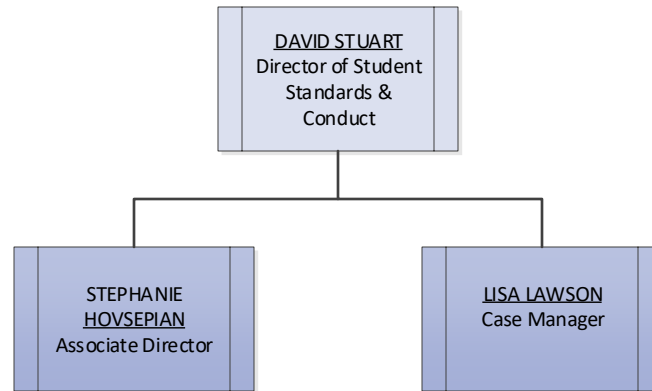 DAVID STUART
Director of Student
Standards &
Conduct
STEPHANIE
HOVSEPIAN
Associate Director
LISA LAWSON
Case Manager